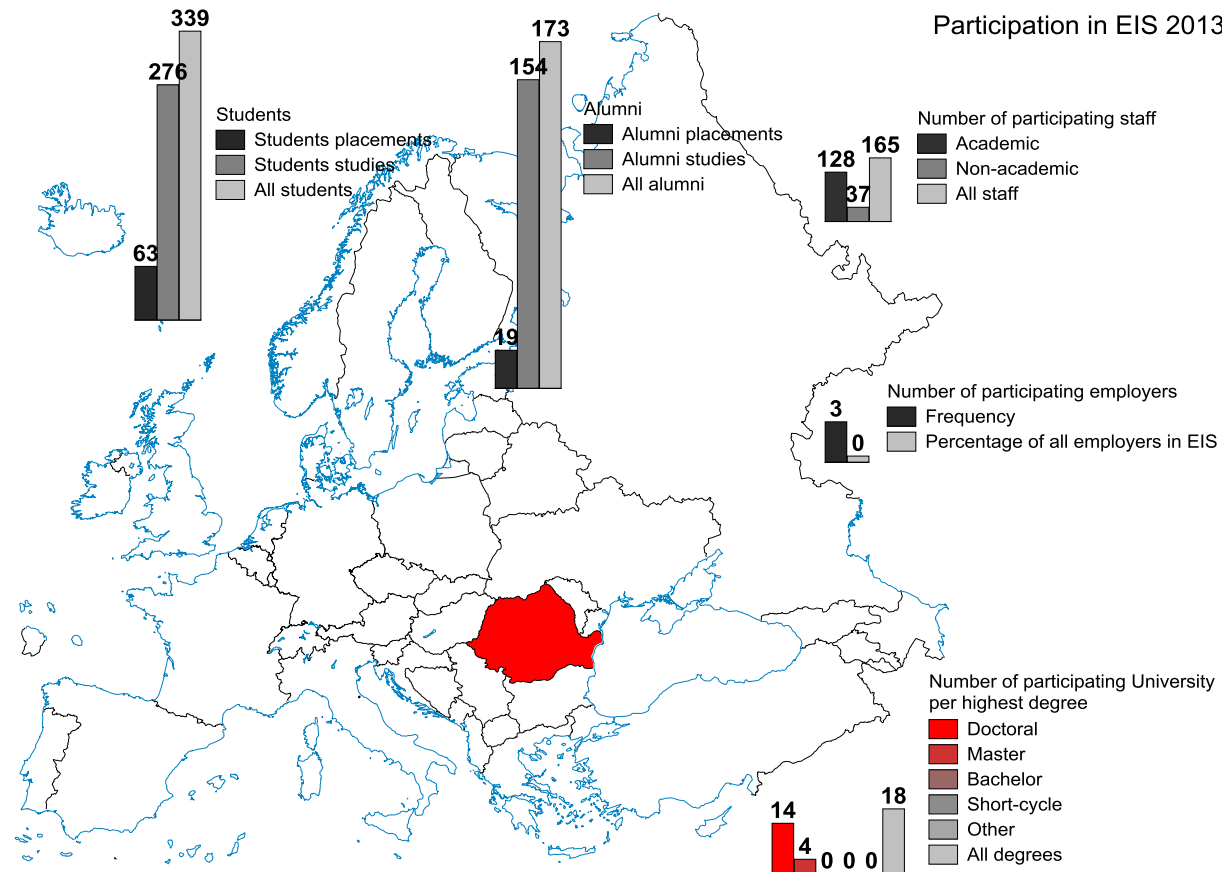 Participation in EIS 2013
339
276
63
Students
Students placements
Students studies
All students
173
154
19
Alumni
Alumni placements
Alumni studies
All alumni
128
37
165
Number of participating staff
Academic
Non-academic
All staff
3
0
Number of participating employers
Frequency
Percentage of all employers in EIS
Number of participating University
per highest degree
Doctoral
Master
Bachelor
Short-cycle
Other
All degrees
14
4
0 0 0
18